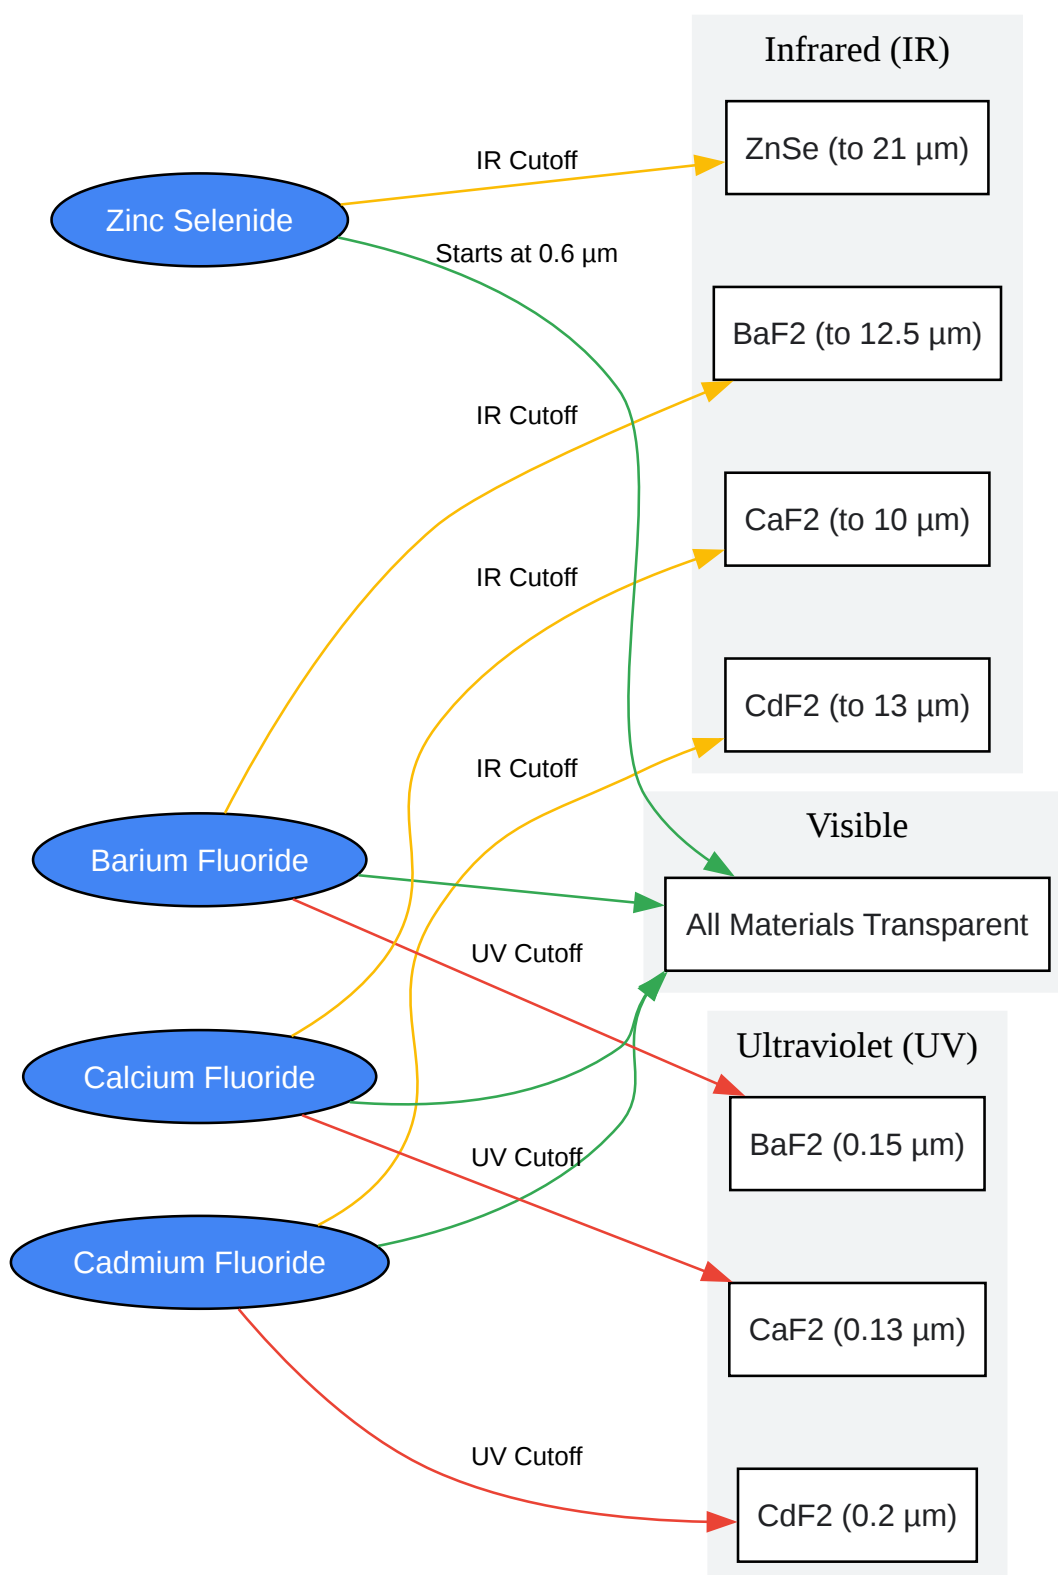 Infrared (IR)
ZnSe (to 21 µm)
IR Cutoff
Zinc Selenide
Starts at 0.6 µm
BaF2 (to 12.5 µm)
IR Cutoff
CaF2 (to 10 µm)
IR Cutoff
CdF2 (to 13 µm)
IR Cutoff
Visible
Barium Fluoride
All Materials Transparent
UV Cutoff
Ultraviolet (UV)
Calcium Fluoride
BaF2 (0.15 µm)
UV Cutoff
Cadmium Fluoride
CaF2 (0.13 µm)
UV Cutoff
CdF2 (0.2 µm)